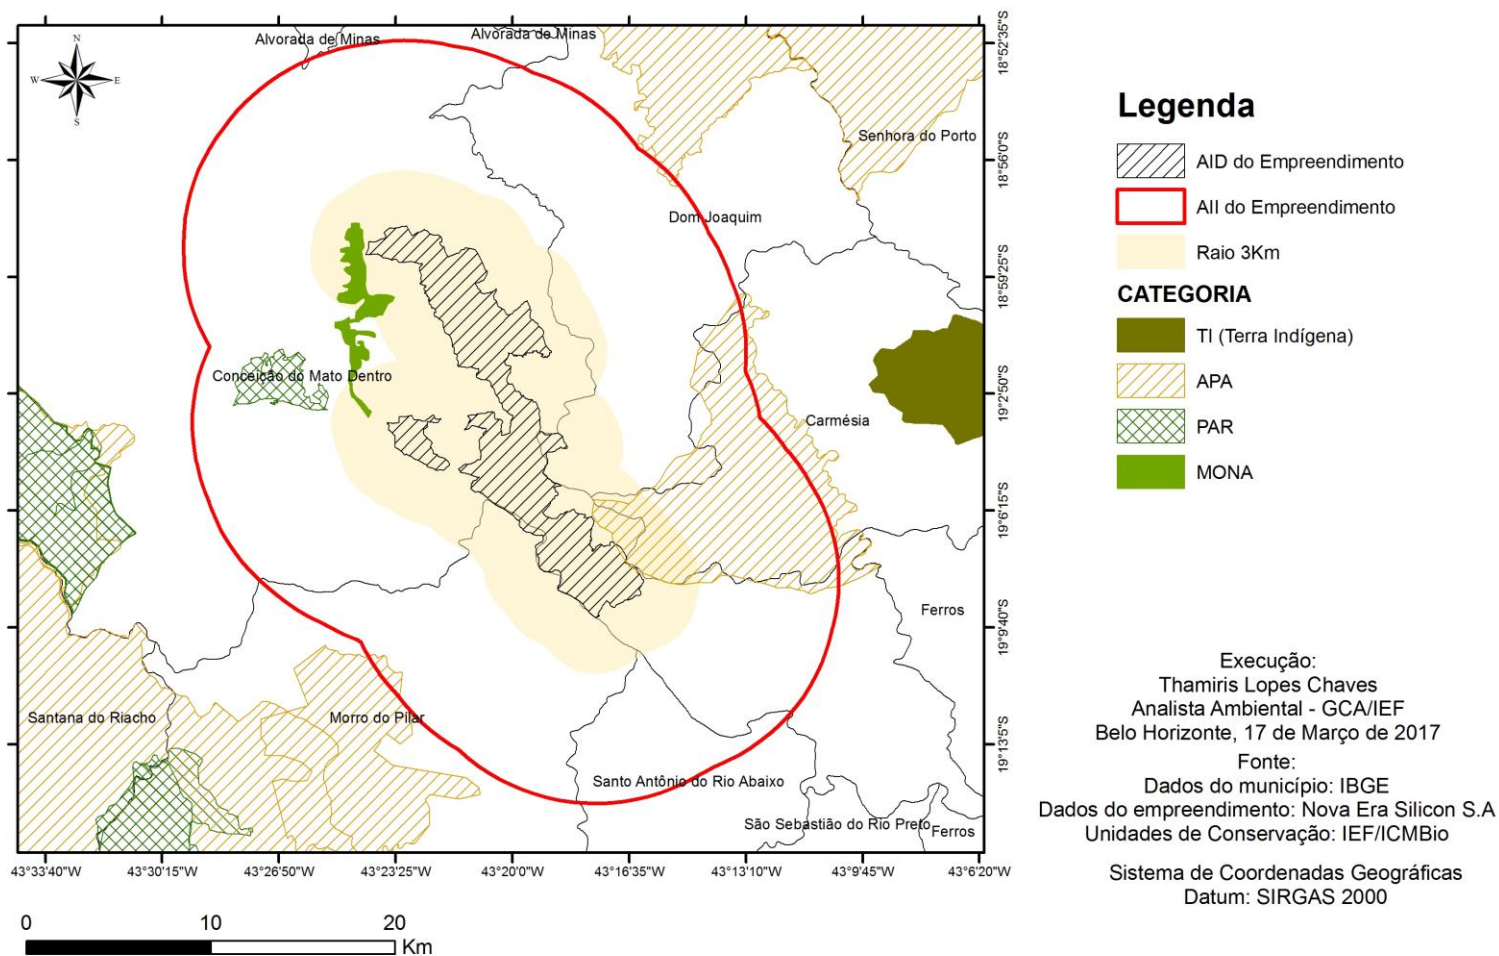 Alvorada de Minas
Alvorada de Minas
N
W
E
S
Senhora do Porto
Dom Joaquim
Conceição do Mato Dentro
Carmésia
Ferros
Santana do Riacho
Morro do Pilar
Santo Antônio do Rio Abaixo
São Sebastião do Rio Preto
Ferros
18°52'35"S
18°56'0"S
18°59'25"S
19°2'50"S
19°6'15"S
19°9'40"S
19°13'5"S
43°33'40"W
43°30'15"W
43°26'50"W
43°23'25"W
43°20'0"W
43°16'35"W
43°13'10"W
43°9'45"W
43°6'20"W
0
10
20
Km
Legenda
AID do Empreendimento
AII do Empreendimento
Raio 3Km
CATEGORIA
TI (Terra Indígena)
APA
PAR
MONA
Execução:
Thamiris Lopes Chaves
Analista Ambiental - GCA/IEF
Belo Horizonte, 17 de Março de 2017
Fonte:
Dados do município: IBGE
Dados do empreendimento: Nova Era Silicon S.A
Unidades de Conservação: IEF/ICMBio
Sistema de Coordenadas Geográficas
Datum: SIRGAS 2000